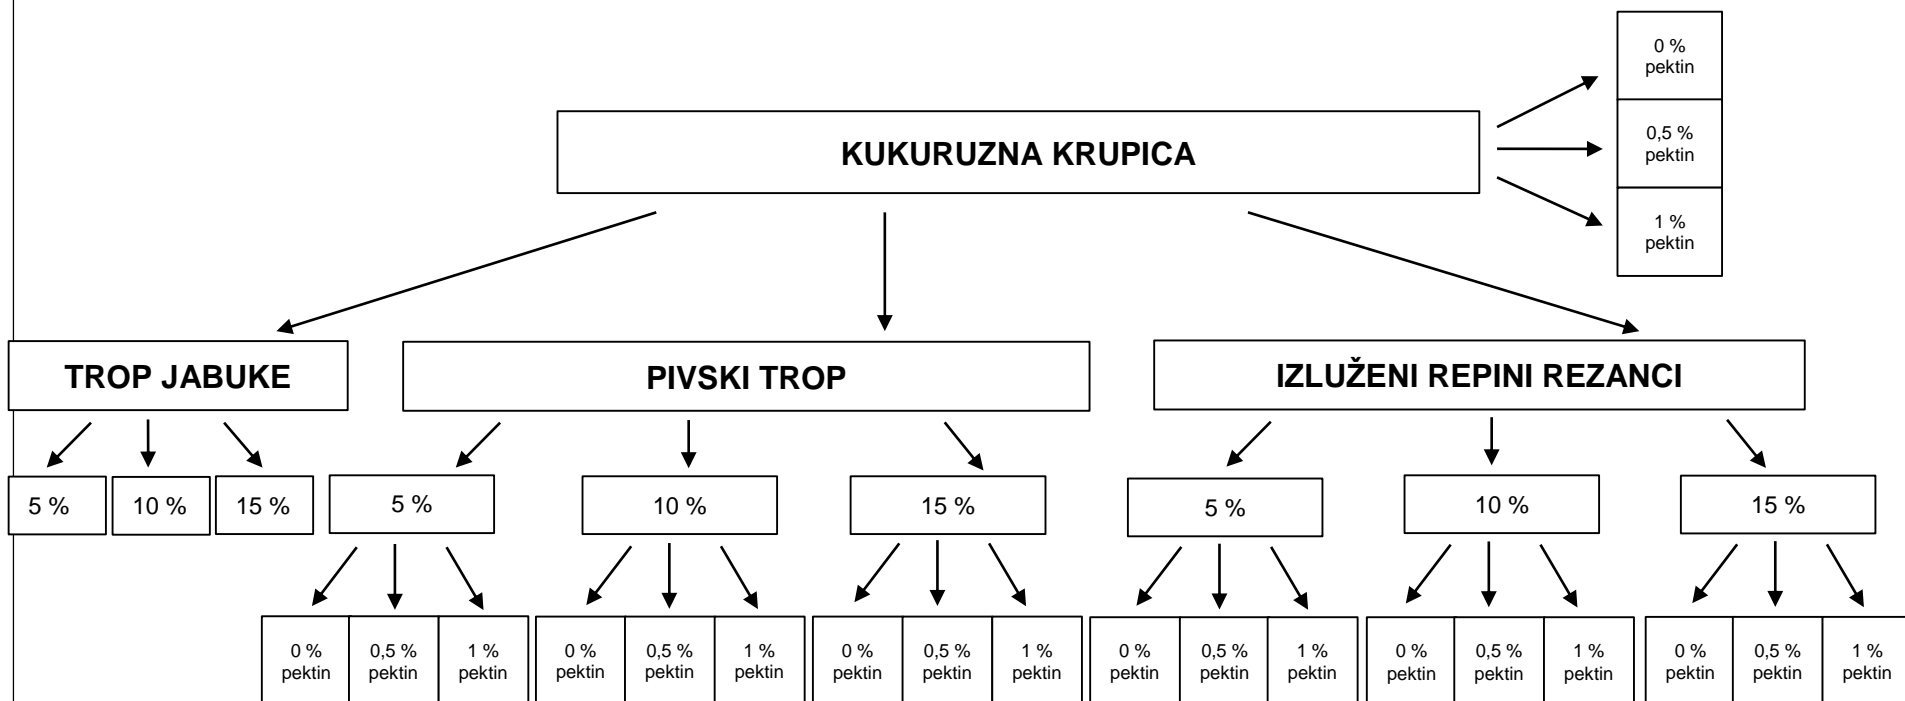 0 %
pektin
0,5 %
pektin
1 %
pektin
KUKURUZNA KRUPICA
TROP JABUKE
PIVSKI TROP
IZLUŽENI REPINI REZANCI
5 %
10 %
15 %
5 %
10 %
15 %
5 %
10 %
15 %
0 %
pektin
0,5 %
pektin
1 %
pektin
0 %
pektin
0,5 %
pektin
1 %
pektin
0 %
pektin
0,5 %
pektin
1 %
pektin
0 %
pektin
0,5 %
pektin
1 %
pektin
0 %
pektin
0,5 %
pektin
1 %
pektin
0 %
pektin
0,5 %
pektin
1 %
pektin